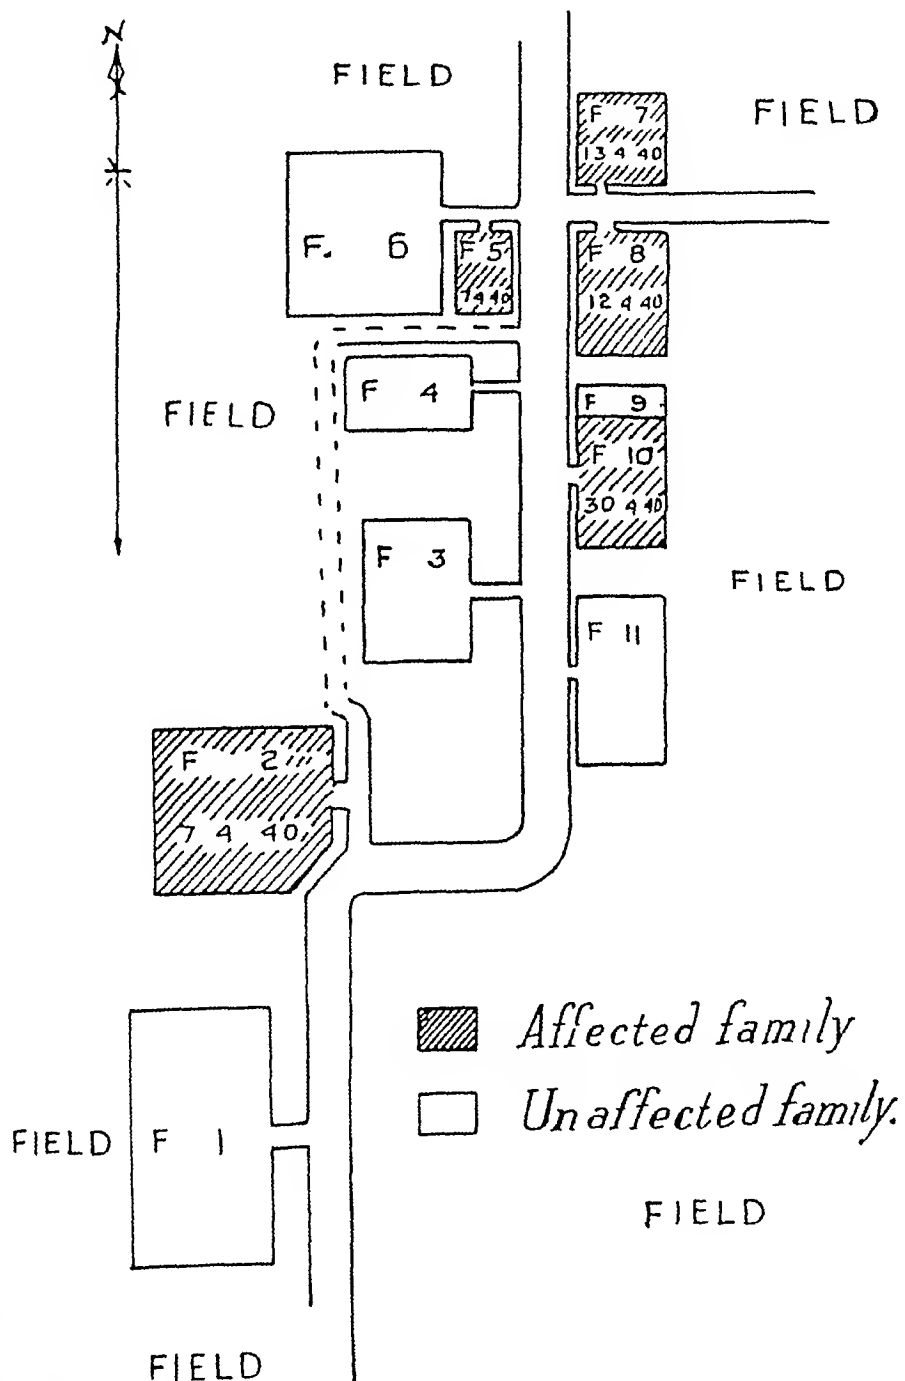 N
FIELD
F 7
13 4 40
FIELD
F. 6
F 5
7 4 40
F 8
12 4 40
F 4
FIELD
F 9
F 10
30 4 40
F 3
FIELD
F 11
F 2
7 4 40
Affected family
Unaffected family.
FIELD
F 1
FIELD
FIELD